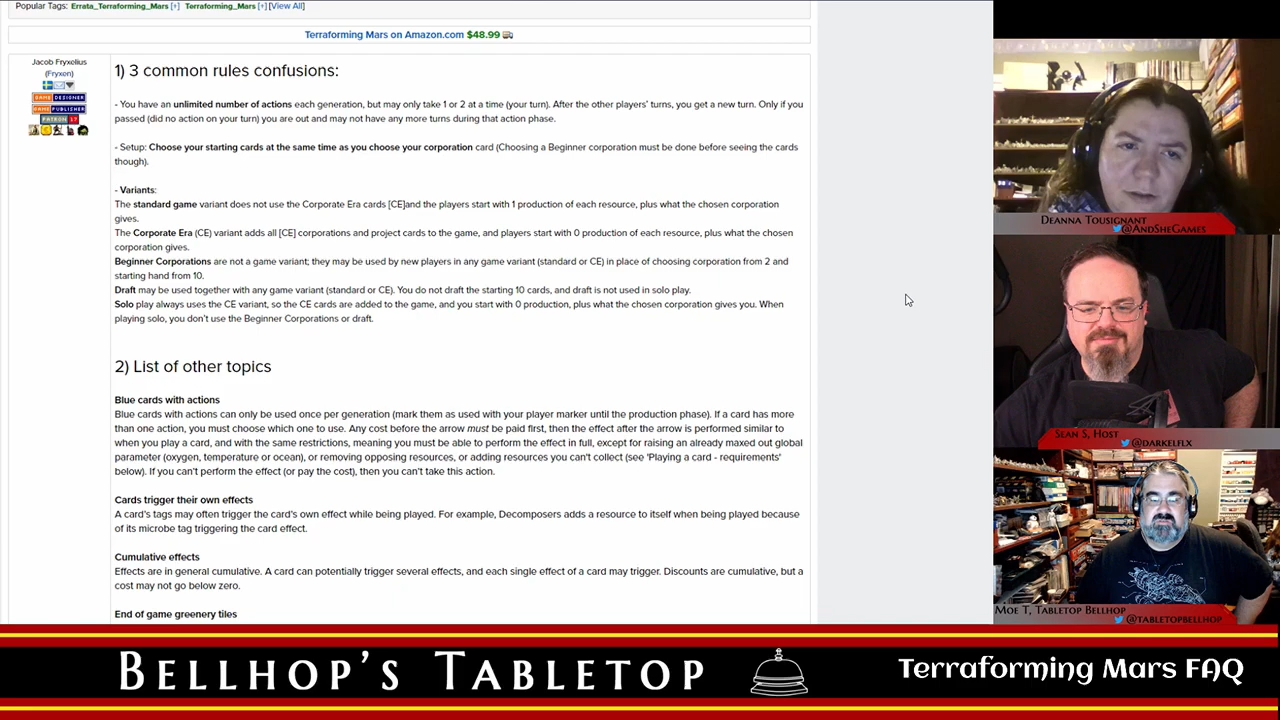 Popular Tags: Errata_Terraforming_Mars [+] Terraforming_Mars [+] [View All]
Terraforming Mars on Amazon.com $48.99
Jacob Fryxelius
(Fryxen)
GAME DESIGNER
GAME PUBLISHER
PATRON 17
1) 3 common rules confusions:
- You have an unlimited number of actions each generation, but may only take 1 or 2 at a time (your turn). After the other players' turns, you get a new turn. Only if you
passed (did no action on your turn) you are out and may not have any more turns during that action phase.
- Setup: Choose your starting cards at the same time as you choose your corporation card (Choosing a Beginner corporation must be done before seeing the cards
though).
- Variants:
The standard game variant does not use the Corporate Era cards [CE]and the players start with 1 production of each resource, plus what the chosen corporation
gives.
The Corporate Era (CE) variant adds all [CE] corporations and project cards to the game, and players start with 0 production of each resource, plus what the chosen
corporation gives.
Beginner Corporations are not a game variant; they may be used by new players in any game variant (standard or CE) in place of choosing corporation from 2 and
starting hand from 10.
Draft may be used together with any game variant (standard or CE). You do not draft the starting 10 cards, and draft is not used in solo play.
Solo play always uses the CE variant, so the CE cards are added to the game, and you start with 0 production, plus what the chosen corporation gives you. When
playing solo, you don't use the Beginner Corporations or draft.
2) List of other topics
Blue cards with actions
Blue cards with actions can only be used once per generation (mark them as used with your player marker until the production phase). If a card has more
than one action, you must choose which one to use. Any cost before the arrow must be paid first, then the effect after the arrow is performed similar to
when you play a card, and with the same restrictions, meaning you must be able to perform the effect in full, except for raising an already maxed out global
parameter (oxygen, temperature or ocean), or removing opposing resources, or adding resources you can't collect (see 'Playing a card - requirements'
below). If you can't perform the effect (or pay the cost), then you can't take this action.
Cards trigger their own effects
A card's tags may often trigger the card's own effect while being played. For example, Decomposers adds a resource to itself when being played because
of its microbe tag triggering the card effect.
Cumulative effects
Effects are in general cumulative. A card can potentially trigger several effects, and each single effect of a card may trigger. Discounts are cumulative, but a
cost may not go below zero.
End of game greenery tiles
Deanna Tousignant
@AndSheGames
Sean S, Host
@DARKELFLX
Moe T, Tabletop Bellhop
@TABLETOPBELLHOP
Bellhop's Tabletop
Terraforming Mars FAQ